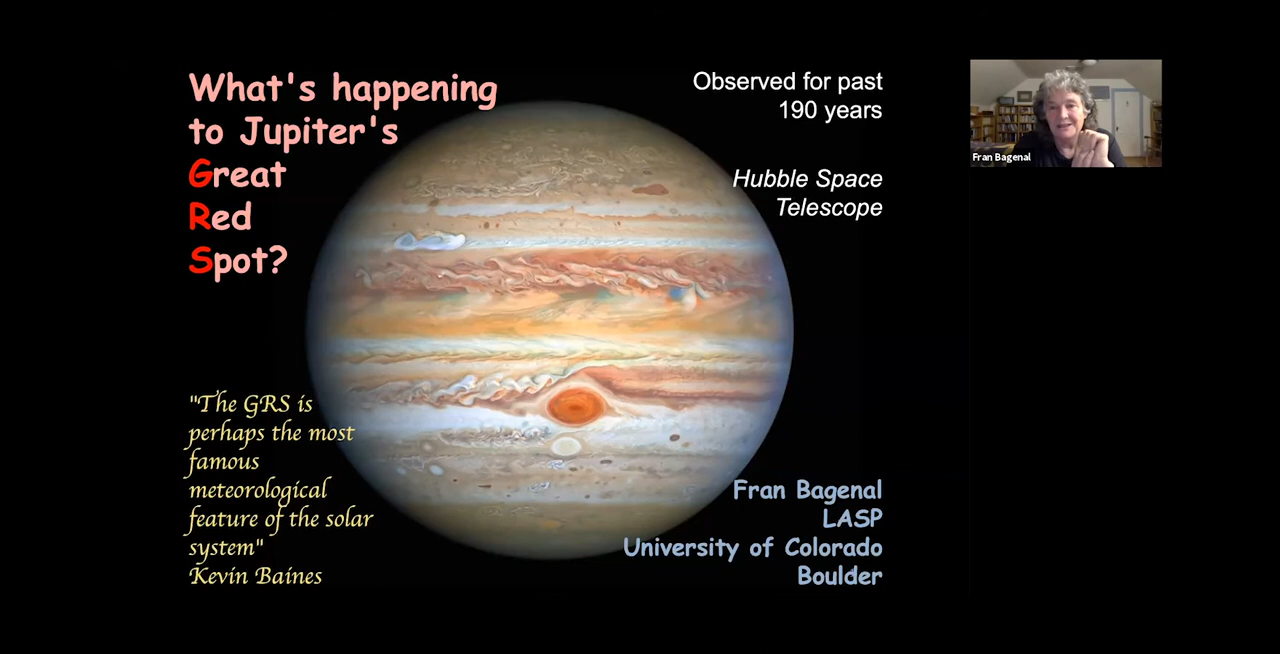 What's happening
to Jupiter's
Great
Red
Spot?
Observed for past
190 years
Hubble Space
Telescope
Fran Bagenal
"The GRS is
perhaps the most
famous
meteorological
feature of the solar
system"
Kevin Baines
Fran Bagenal
LASP
University of Colorado
Boulder